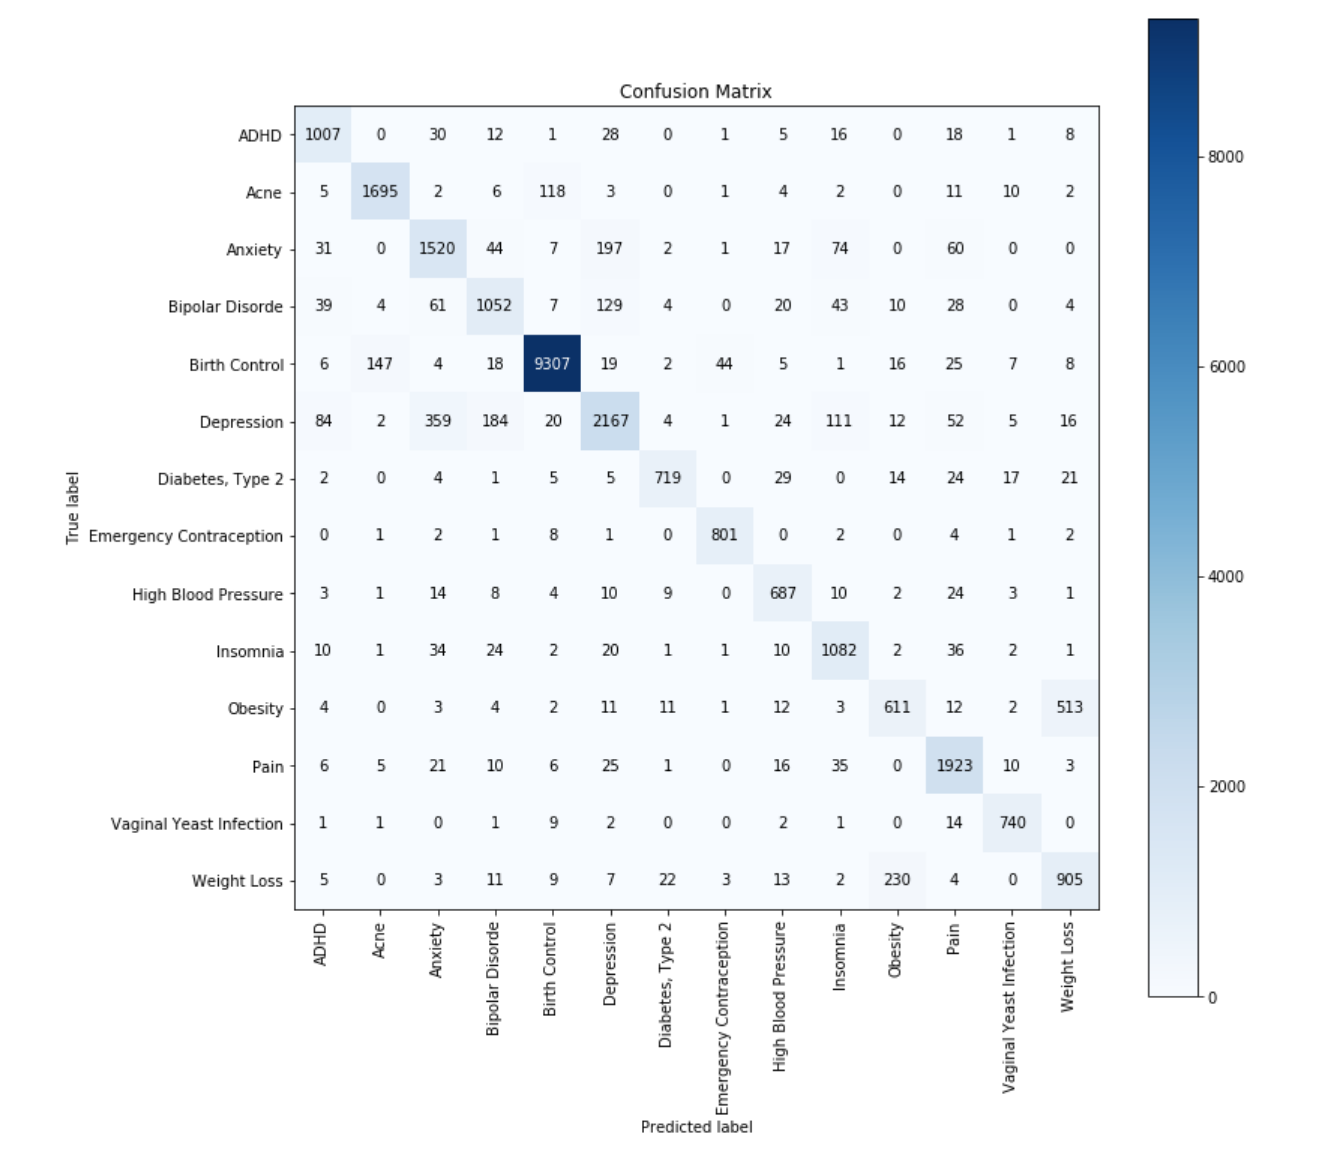 Confusion Matrix
ADHD 1007 0 30 12 1 28 0 1 5 16 0 18 1 8
Acne 5 1695 2 6 118 3 0 1 4 2 0 11 10 2
Anxiety 31 0 1520 44 7 197 2 1 17 74 0 60 0 0
Bipolar Disorde 39 4 61 1052 7 129 4 0 20 43 10 28 0 4
Birth Control 6 147 4 18 9307 19 2 44 5 1 16 25 7 8
Depression 84 2 359 184 20 2167 4 1 24 111 12 52 5 16
Diabetes, Type 2 2 0 4 1 5 5 719 0 29 0 14 24 17 21
Emergency Contraception 0 1 2 1 8 1 0 801 0 2 0 4 1 2
High Blood Pressure 3 1 14 8 4 10 9 0 687 10 2 24 3 1
Insomnia 10 1 34 24 2 20 1 1 10 1082 2 36 2 1
Obesity 4 0 3 4 2 11 11 1 12 3 611 12 2 513
Pain 6 5 21 10 6 25 1 0 16 35 0 1923 10 3
Vaginal Yeast Infection 1 1 0 1 9 2 0 0 2 1 0 14 740 0
Weight Loss 5 0 3 11 9 7 22 3 13 2 230 4 0 905
True label
ADHD
Acne
Anxiety
Bipolar Disorde
Birth Control
Depression
Diabetes, Type 2
Emergency Contraception
High Blood Pressure
Insomnia
Obesity
Pain
Vaginal Yeast Infection
Weight Loss
Predicted label
8000
6000
4000
2000
0